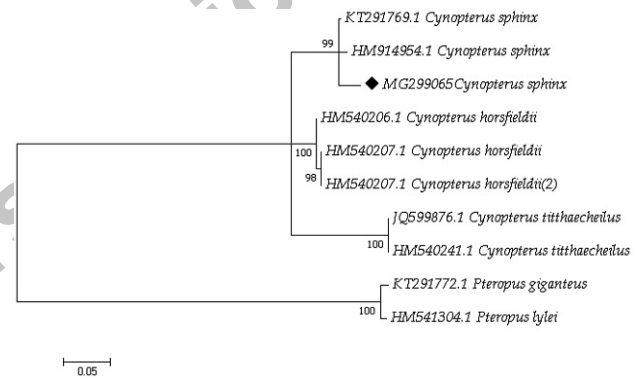 KT291769.1 Cynopterus sphinx
99
HM914954.1 Cynopterus sphinx
MG299065Cynopterus sphinx
HM540206.1 Cynopterus horsfieldii
100
HM540207.1 Cynopterus horsfieldii
98
HM540207.1 Cynopterus horsfieldii(2)
JQ599876.1 Cynopterus titthaecheilus
100
HM540241.1 Cynopterus titthaecheilus
KT291772.1 Pteropus giganteus
100
HM541304.1 Pteropus lylei
0.05